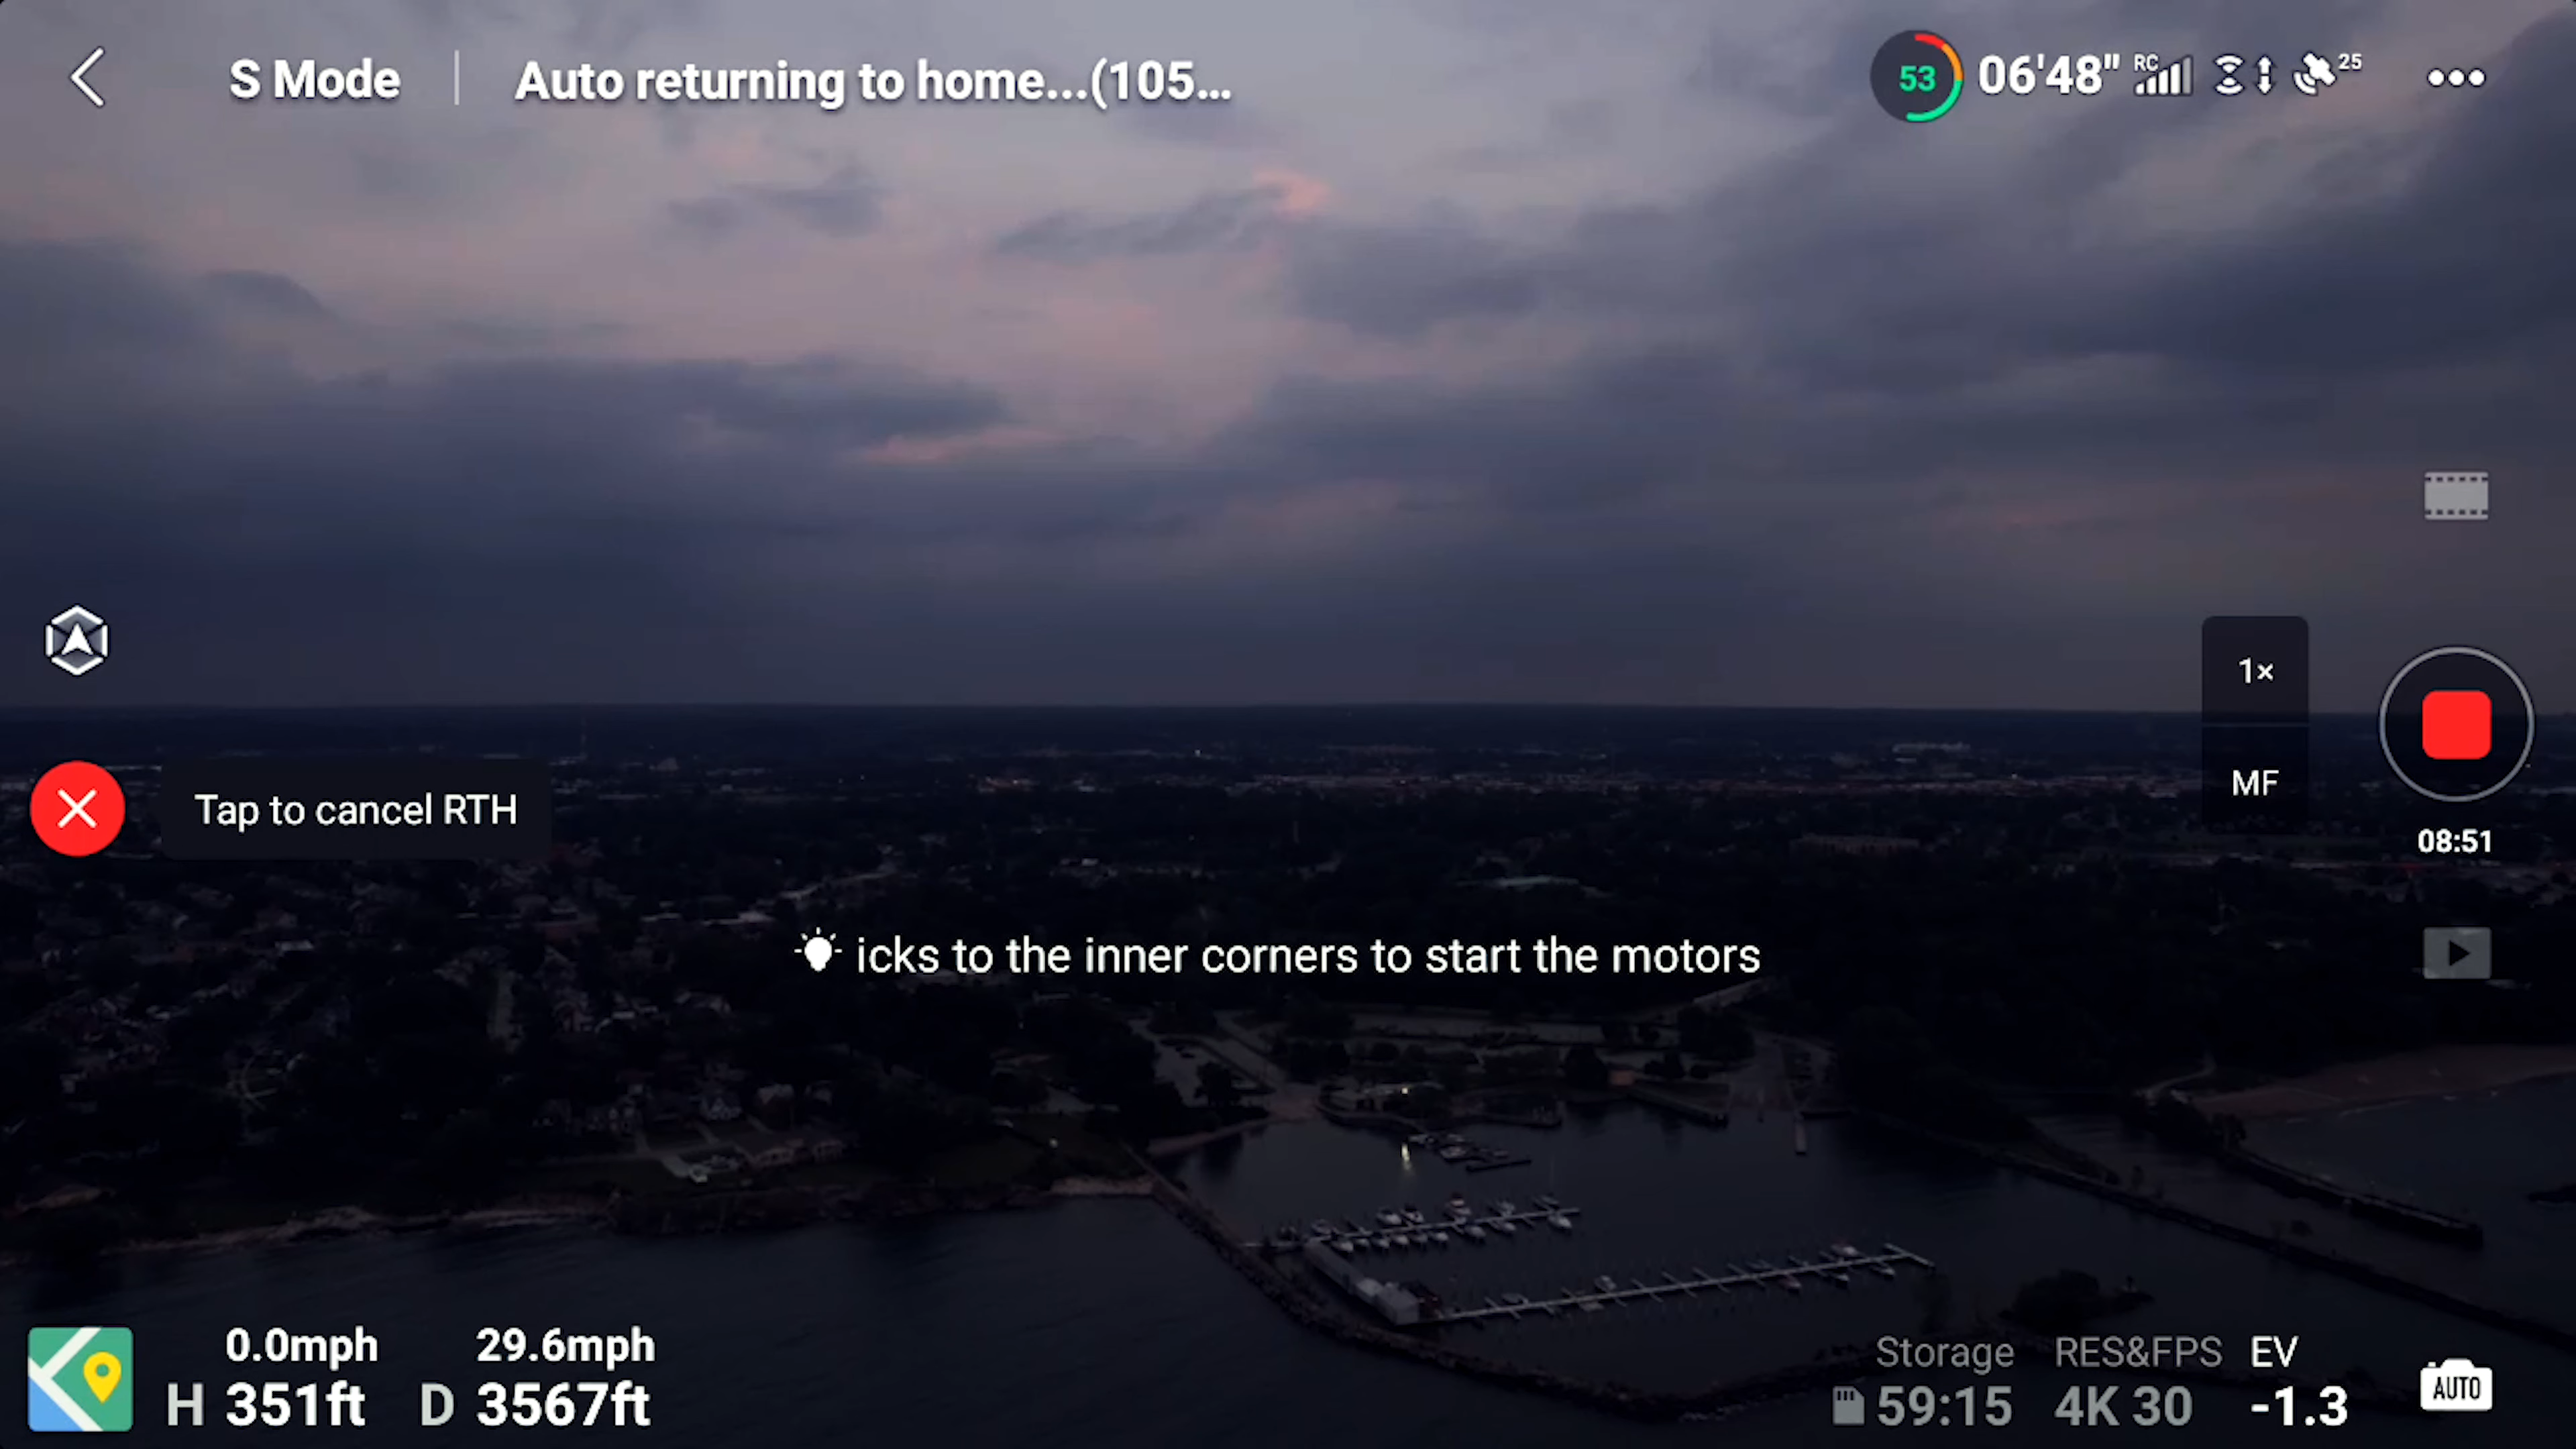 S Mode
Auto returning to home...(105...
53
06'48"
RC
25
1×
MF
Tap to cancel RTH
08:51
icks to the inner corners to start the motors
0.0mph
29.6mph
H 351ft
D 3567ft
Storage
RES&FPS
EV
59:15
4K 30
-1.3
AUTO